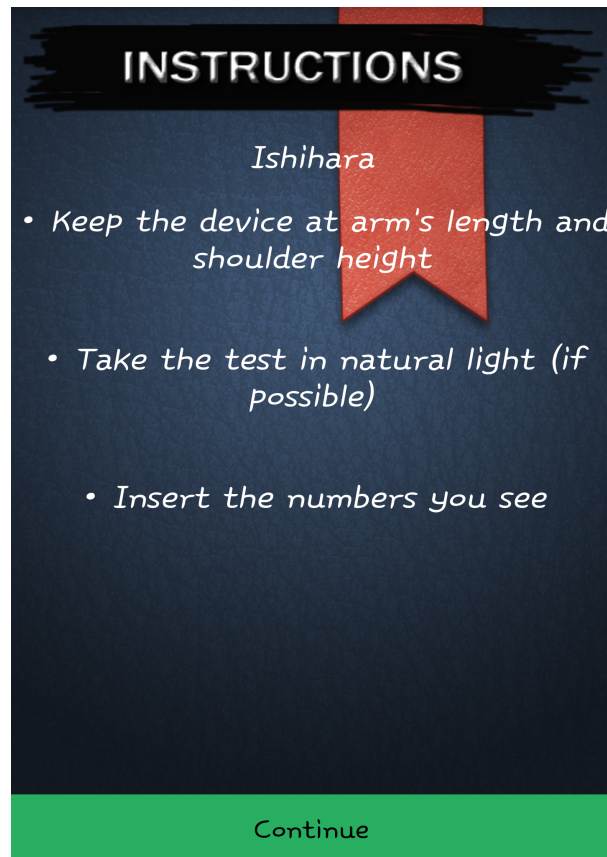 INSTRUCTIONS
Ishihara
• Keep the device at arm's length and
shoulder height
• Take the test in natural light (if
possible)
• Insert the numbers you see
Continue